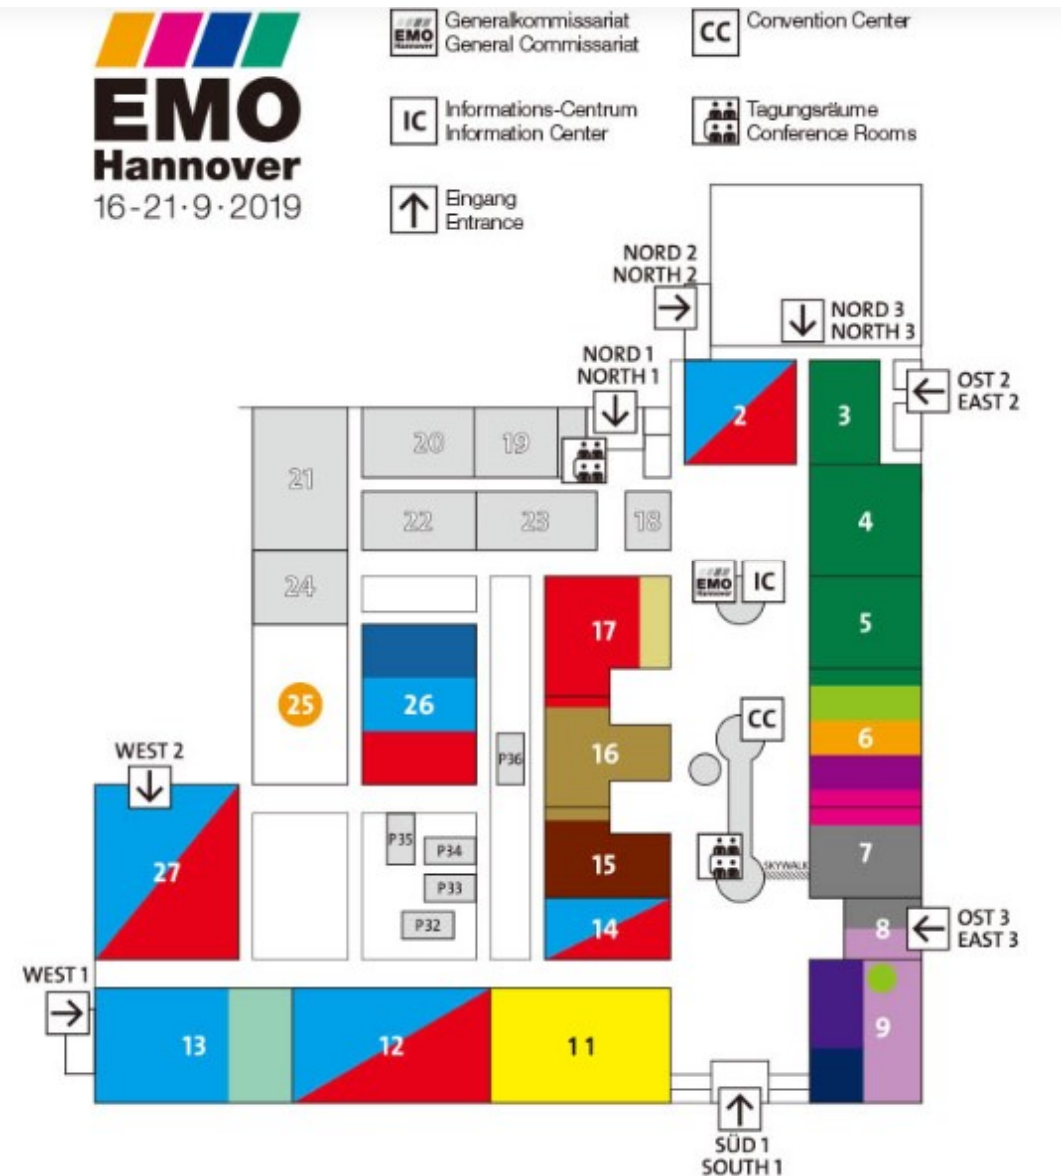 EMO
Hannover
16-21·9·2019
EMO
Hannover
Generalkommissariat
General Commissariat
CC
Convention Center
IC
Informations-Centrum
Information Center
Tagungsräume
Conference Rooms
Eingang
Entrance
NORD 2
NORTH 2
NORD 3
NORTH 3
NORD 1
NORTH 1
OST 2
EAST 2
2
3
20
19
21
22
23
18
4
24
EMO
Hannover
IC
17
5
25
26
CC
6
16
P36
WEST 2
P35
P34
15
7
SKYWALK
27
P33
P32
14
8
OST 3
EAST 3
WEST 1
9
13
12
11
SÜD 1
SOUTH 1